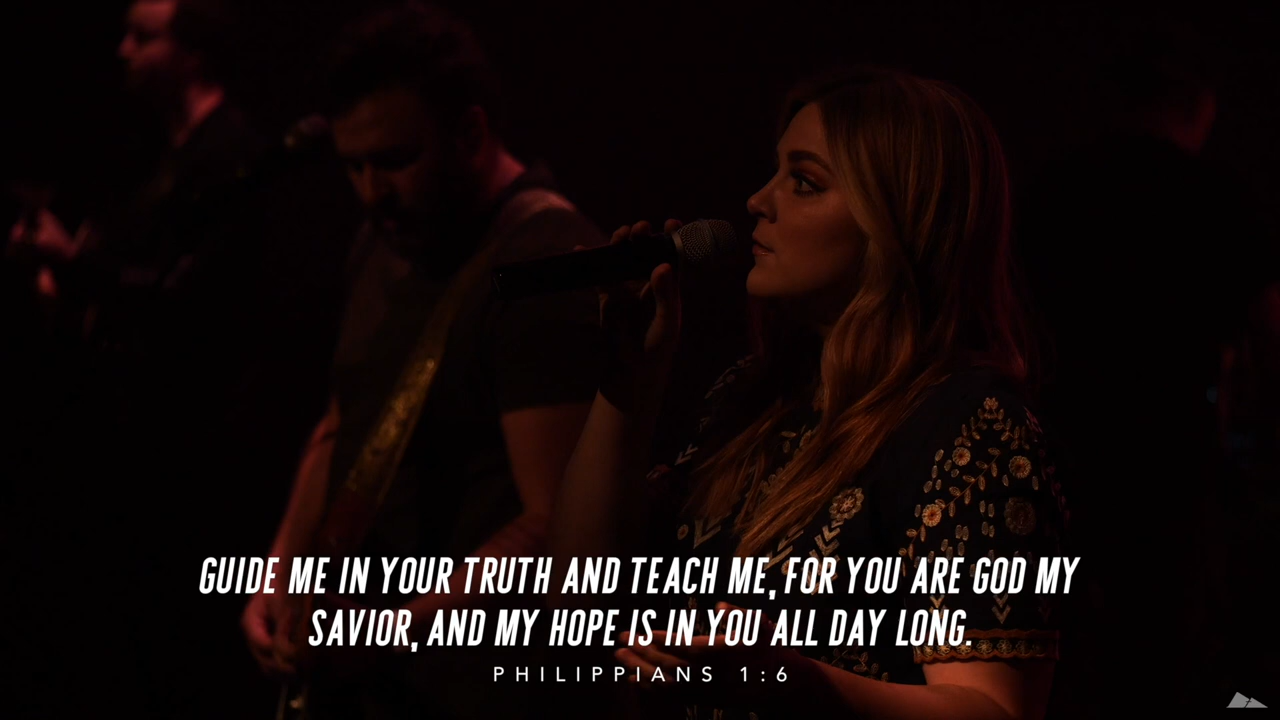 GUIDE ME IN YOUR TRUTH AND TEACH ME, FOR YOU ARE GOD MY
SAVIOR, AND MY HOPE IS IN YOU ALL DAY LONG.
PHILIPPIANS 1:6